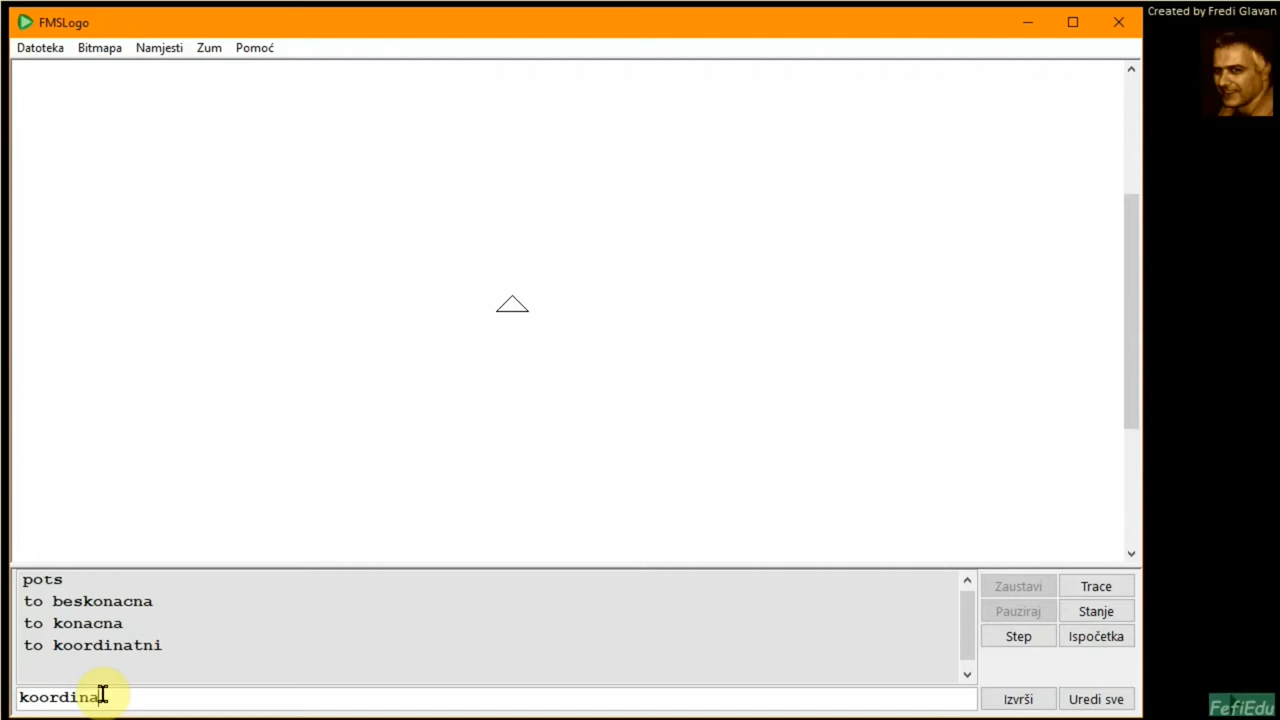 FMSLogo
Created by Fredi Glavan
Datoteka Bitmapa Namjesti Zum Pomoć
pots
to beskonacna
to konacna
to koordinatni
Zaustavi Trace
Pauziraj Stanje
Step Ispočetka
koordina
Izvrši Uredi sve
FefiEdu